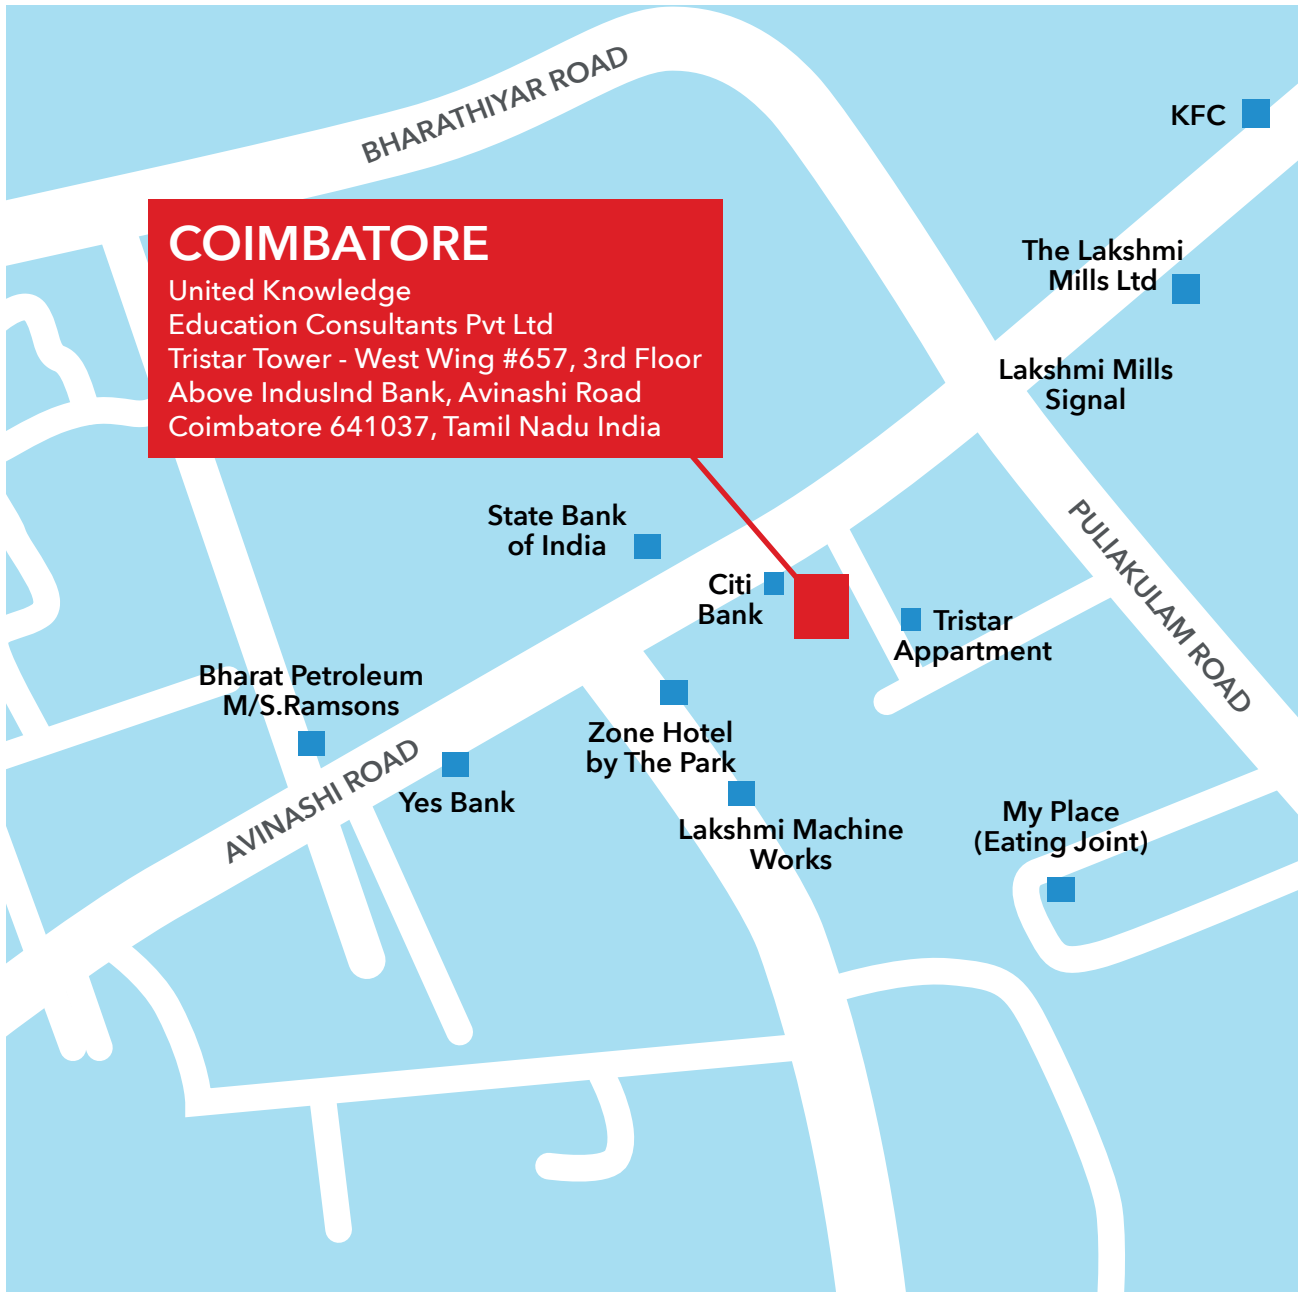 BHARATHIYAR ROAD
KFC
COIMBATORE
United Knowledge
Education Consultants Pvt Ltd
Tristar Tower - West Wing #657, 3rd Floor
Above IndusInd Bank, Avinashi Road
Coimbatore 641037, Tamil Nadu India
The Lakshmi
Mills Ltd
Lakshmi Mills
Signal
State Bank
of India
PULIAKULAM ROAD
Citi
Bank
Tristar
Appartment
Bharat Petroleum
M/S.Ramsons
Zone Hotel
by The Park
AVINASHI ROAD
Yes Bank
Lakshmi Machine
Works
My Place
(Eating Joint)